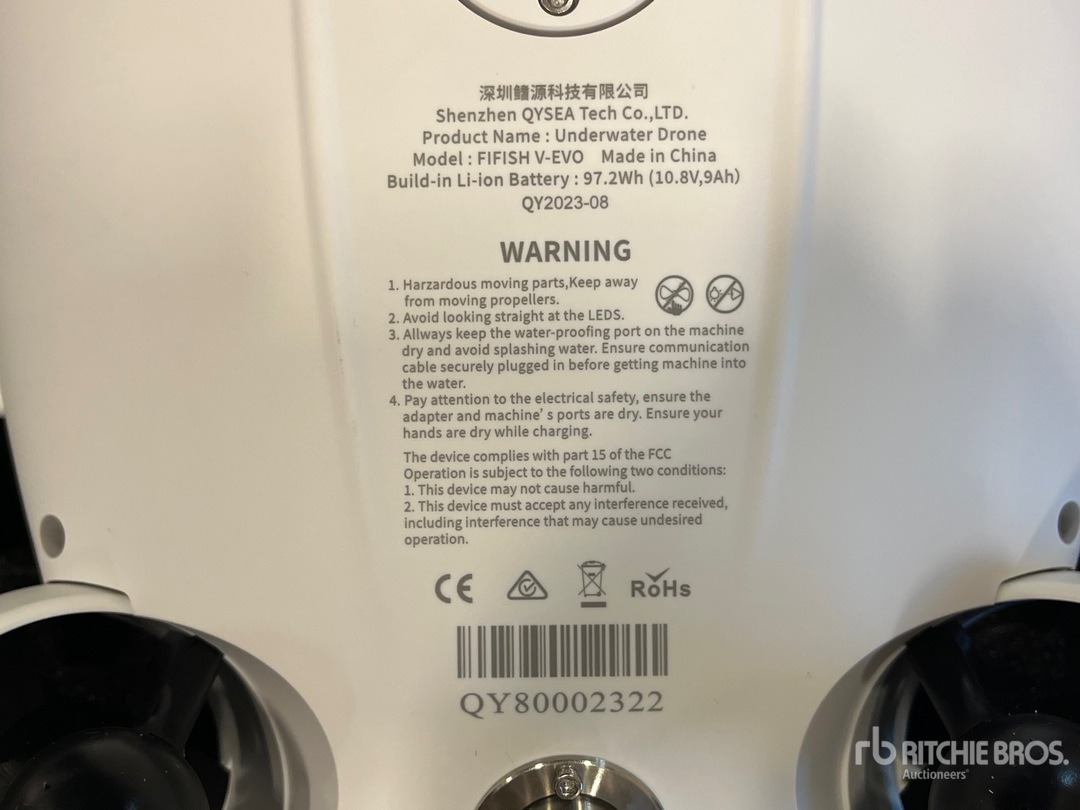 深圳鳍源科技有限公司
Shenzhen QYSEA Tech Co.,LTD.
Product Name : Underwater Drone
Model : FIFISH V-EVO Made in China
Build-in Li-ion Battery : 97.2Wh (10.8V,9Ah)
QY2023-08
WARNING
1. Harzardous moving parts,Keep away
from moving propellers.
2. Avoid looking straight at the LEDS.
3. Allways keep the water-proofing port on the machine
dry and avoid splashing water. Ensure communication
cable securely plugged in before getting machine into
the water.
4. Pay attention to the electrical safety, ensure the
adapter and machine’s ports are dry. Ensure your
hands are dry while charging.
The device complies with part 15 of the FCC
Operation is subject to the following two conditions:
1. This device may not cause harmful.
2. This device must accept any interference received,
including interference that may cause undesired
operation.
CE RoHs
QY80002322
rb RITCHIE BROS.
Auctioneers®